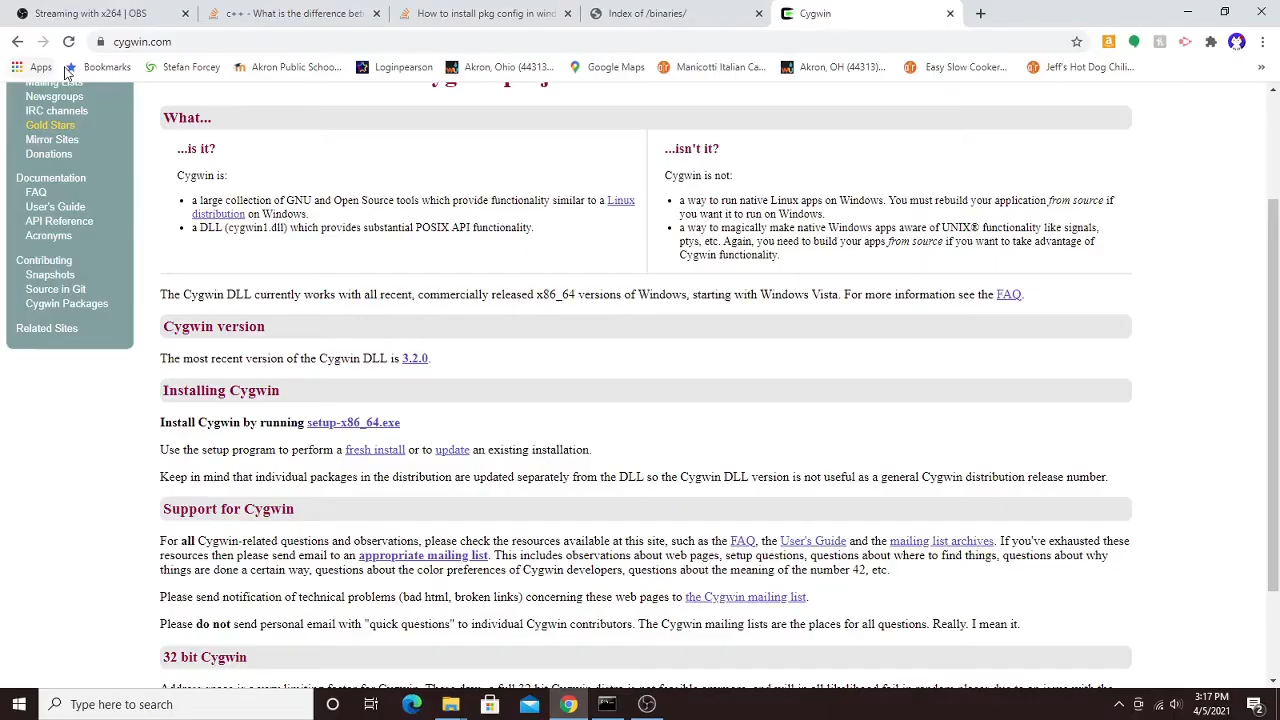 Streaming with x264 | OBS
c++ - What is the difference bet
How to install pkg config in wind
Index of /binaries/
Cygwin
cygwin.com
Apps
Bookmarks
Stefan Forcey
Akron Public Schoo...
Loginpearson
Akron, Ohio (44313...
Google Maps
Manicotti Italian Ca...
Akron, OH (44313)...
Easy Slow Cooker...
Jeff's Hot Dog Chili...
»
Mailing Lists
Newsgroups
IRC channels
Gold Stars
Mirror Sites
Donations
Documentation
FAQ
User's Guide
API Reference
Acronyms
Contributing
Snapshots
Source in Git
Cygwin Packages
Related Sites
What...
...is it?
Cygwin is:
a large collection of GNU and Open Source tools which provide functionality similar to a Linux
distribution on Windows.
a DLL (cygwin1.dll) which provides substantial POSIX API functionality.
...isn't it?
Cygwin is not:
a way to run native Linux apps on Windows. You must rebuild your application from source if
you want it to run on Windows.
a way to magically make native Windows apps aware of UNIX® functionality like signals,
ptys, etc. Again, you need to build your apps from source if you want to take advantage of
Cygwin functionality.
The Cygwin DLL currently works with all recent, commercially released x86_64 versions of Windows, starting with Windows Vista. For more information see the FAQ.
Cygwin version
The most recent version of the Cygwin DLL is 3.2.0.
Installing Cygwin
Install Cygwin by running setup-x86_64.exe
Use the setup program to perform a fresh install or to update an existing installation.
Keep in mind that individual packages in the distribution are updated separately from the DLL so the Cygwin DLL version is not useful as a general Cygwin distribution release number.
Support for Cygwin
For all Cygwin-related questions and observations, please check the resources available at this site, such as the FAQ, the User's Guide and the mailing list archives. If you've exhausted these
resources then please send email to an appropriate mailing list. This includes observations about web pages, setup questions, questions about where to find things, questions about why
things are done a certain way, questions about the color preferences of Cygwin developers, questions about the meaning of the number 42, etc.
Please send notification of technical problems (bad html, broken links) concerning these web pages to the Cygwin mailing list.
Please do not send personal email with "quick questions" to individual Cygwin contributors. The Cygwin mailing lists are the places for all questions. Really. I mean it.
32 bit Cygwin
Type here to search
3:17 PM
4/5/2021
2